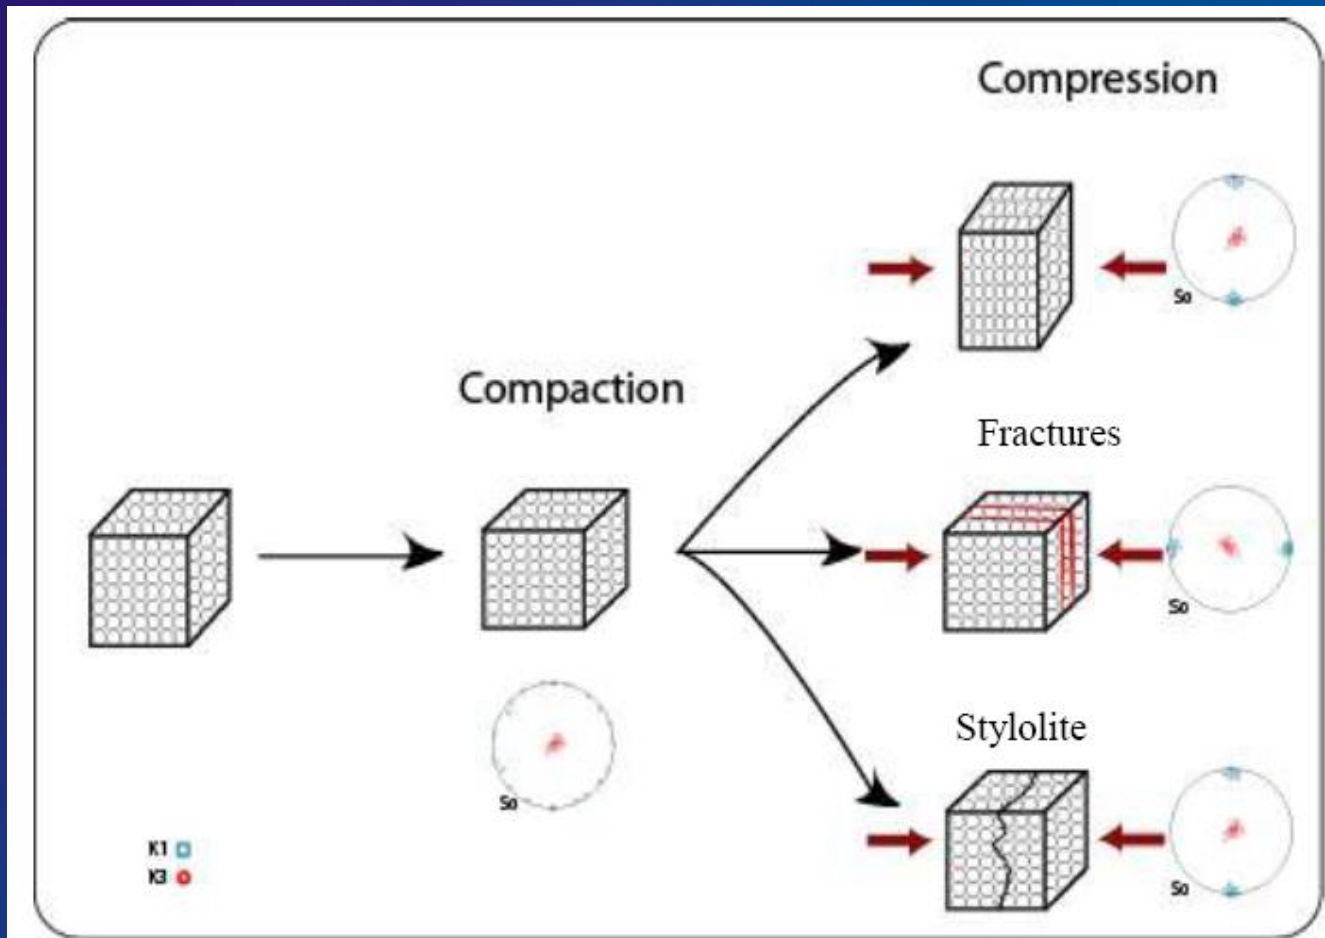 Compression
So
Compaction
Fractures
So
Stylolite
So
So
K1
K3